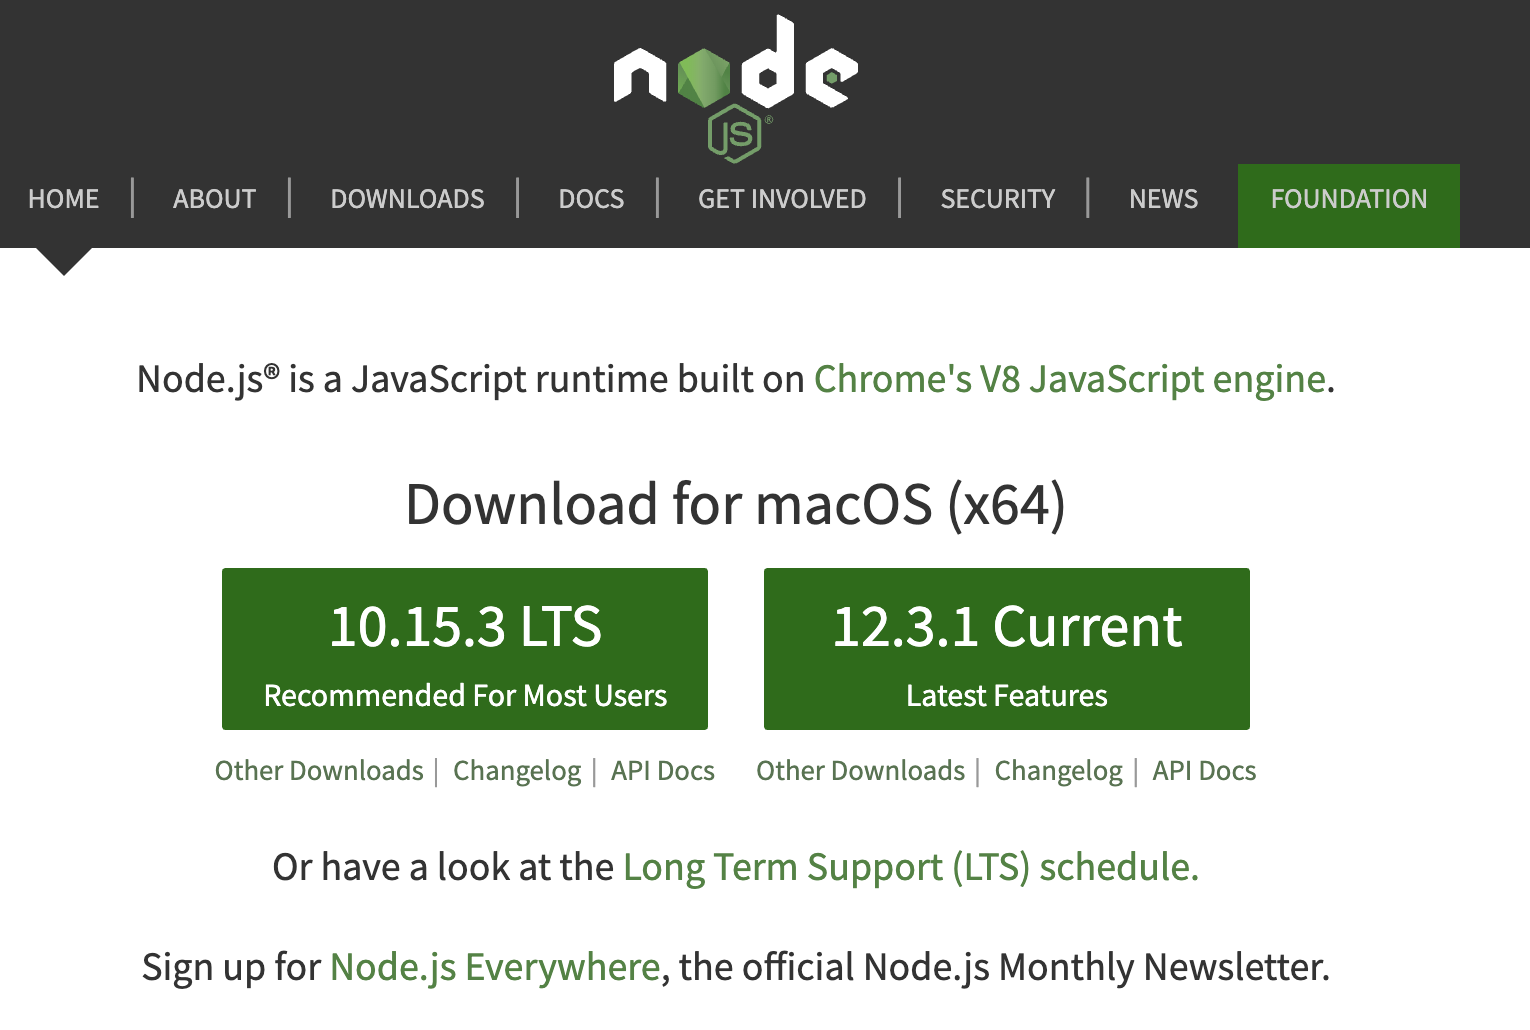 node
JS®
HOME | ABOUT | DOWNLOADS | DOCS | GET INVOLVED | SECURITY | NEWS FOUNDATION
Node.js® is a JavaScript runtime built on Chrome's V8 JavaScript engine.
Download for macOS (x64)
10.15.3 LTS
Recommended For Most Users
12.3.1 Current
Latest Features
Other Downloads | Changelog | API Docs
Other Downloads | Changelog | API Docs
Or have a look at the Long Term Support (LTS) schedule.
Sign up for Node.js Everywhere, the official Node.js Monthly Newsletter.